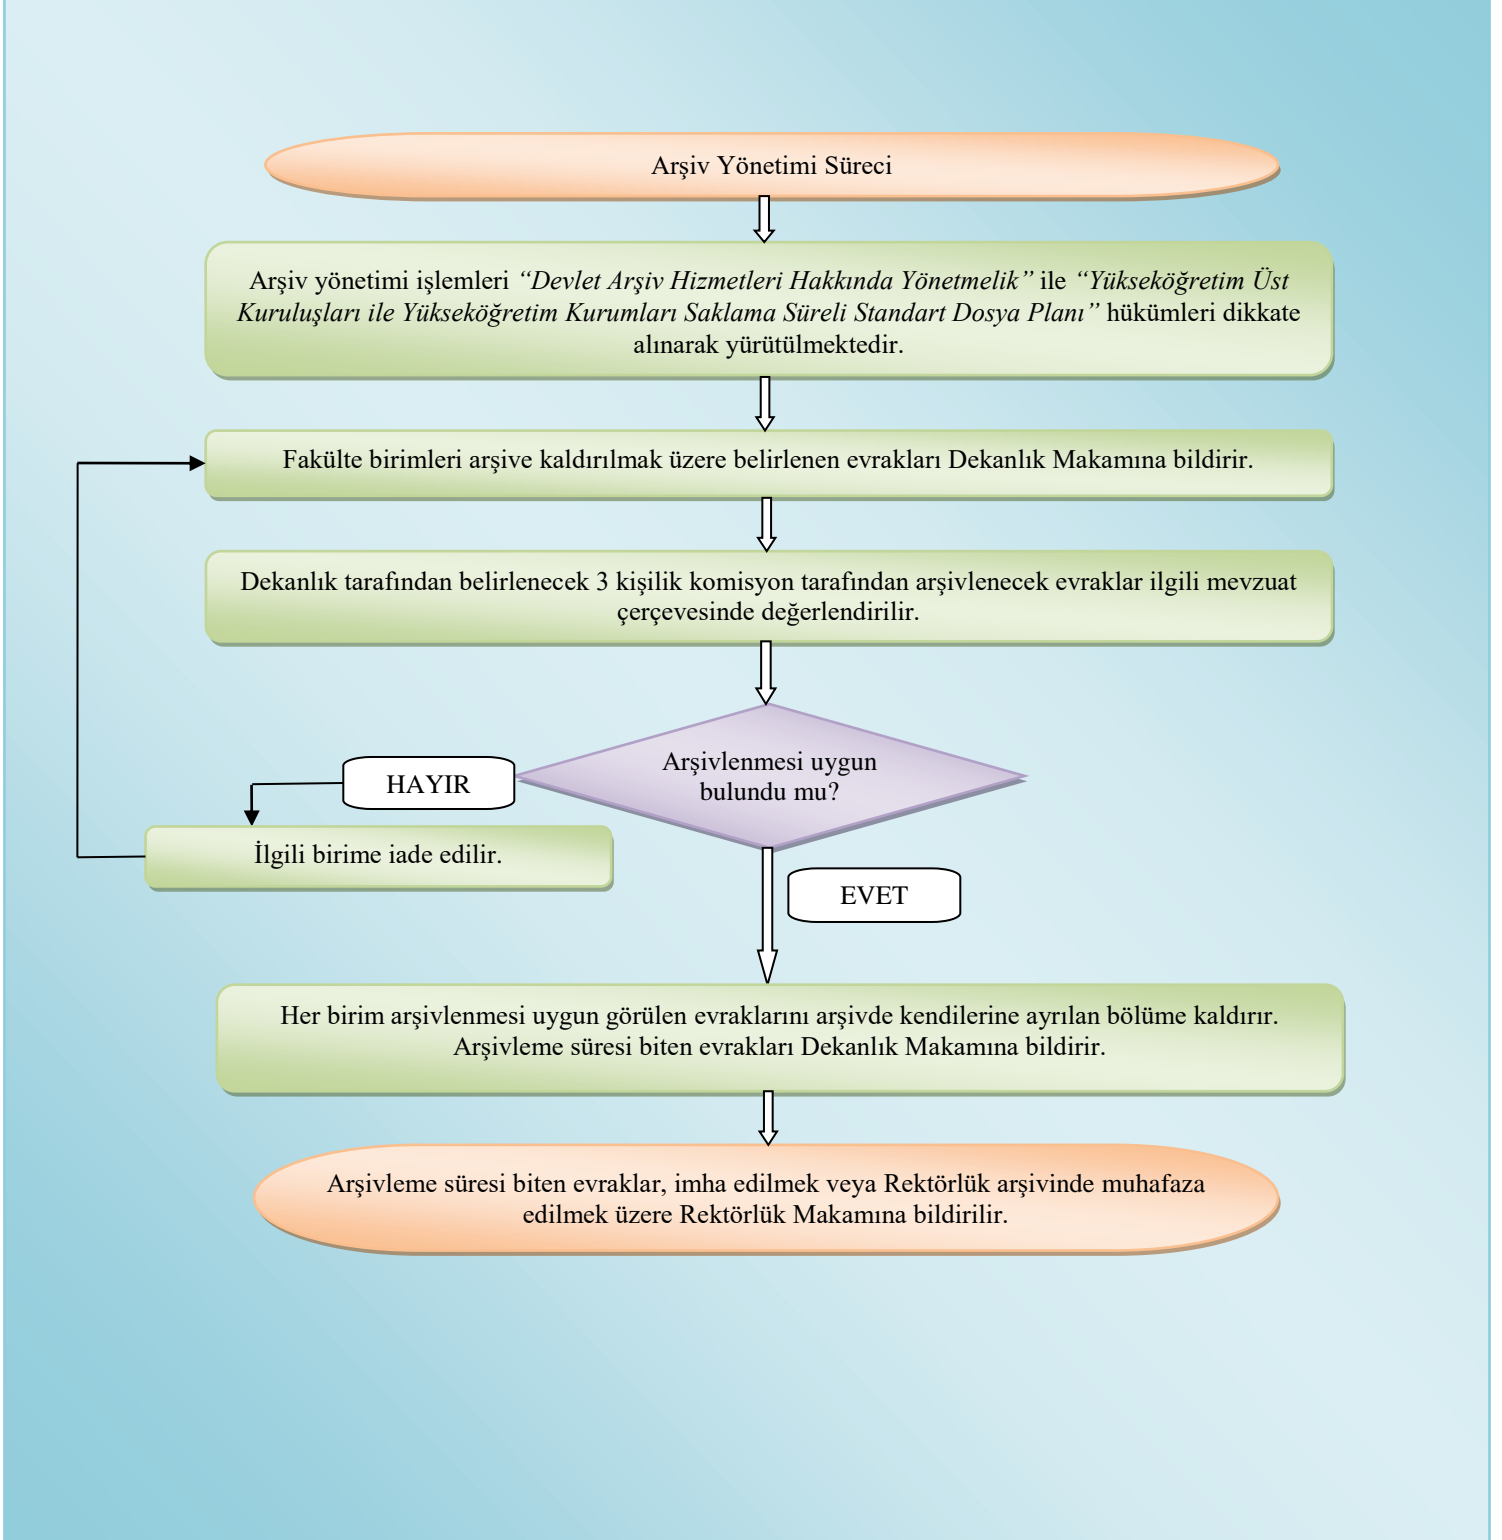 Arşiv Yönetimi Süreci
Arşiv yönetimi işlemleri “Devlet Arşiv Hizmetleri Hakkında Yönetmelik” ile “Yükseköğretim Üst
Kuruluşları ile Yükseköğretim Kurumları Saklama Süreli Standart Dosya Planı” hükümleri dikkate
alınarak yürütülmektedir.
Fakülte birimleri arşive kaldırılmak üzere belirlenen evrakları Dekanlık Makamına bildirir.
Dekanlık tarafından belirlenecek 3 kişilik komisyon tarafından arşivlenecek evraklar ilgili mevzuat
çerçevesinde değerlendirilir.
Arşivlenmesi uygun
bulundu mu?
HAYIR
İlgili birime iade edilir.
EVET
Her birim arşivlenmesi uygun görülen evraklarını arşivde kendilerine ayrılan bölüme kaldırır.
Arşivleme süresi biten evrakları Dekanlık Makamına bildirir.
Arşivleme süresi biten evraklar, imha edilmek veya Rektörlük arşivinde muhafaza
edilmek üzere Rektörlük Makamına bildirilir.